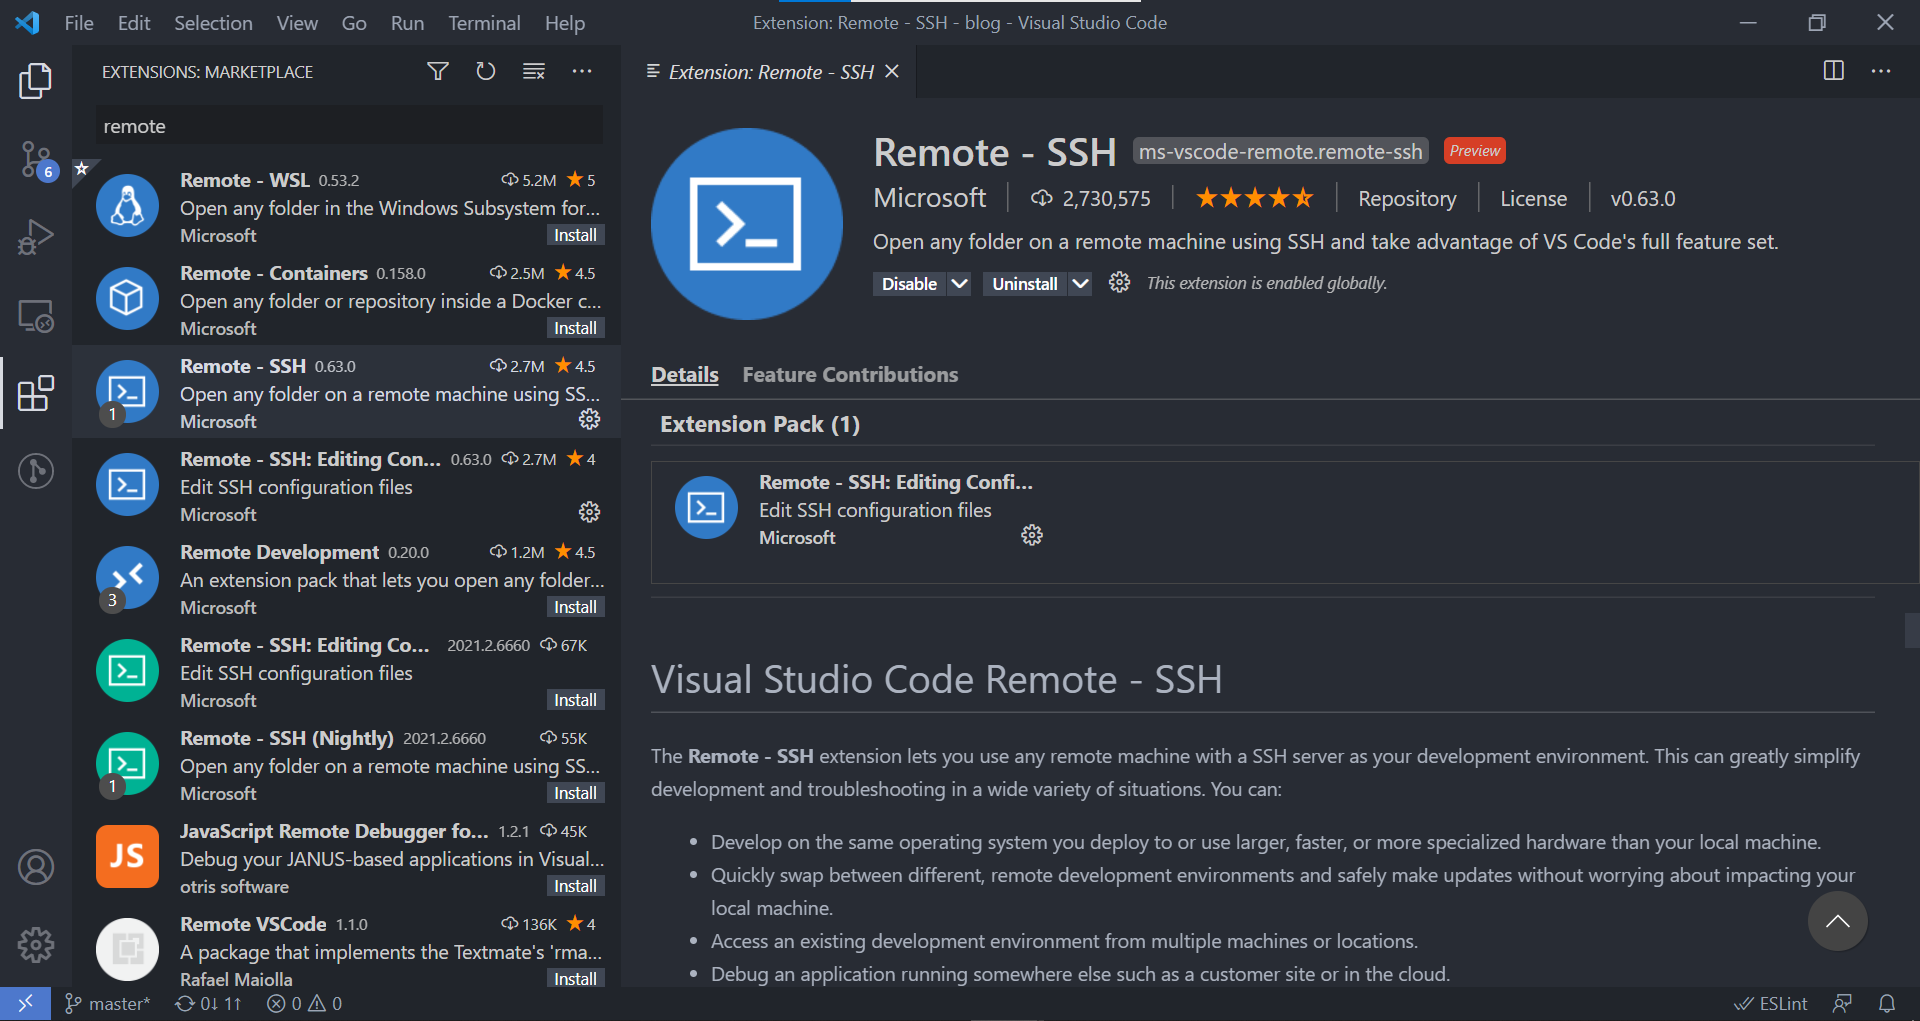 File Edit Selection View Go Run Terminal Help
Extension: Remote - SSH - blog - Visual Studio Code
EXTENSIONS: MARKETPLACE
remote
6
Remote - WSL 0.53.2 5.2M ★ 5
Open any folder in the Windows Subsystem for...
Microsoft Install
Remote - Containers 0.158.0 2.5M ★ 4.5
Open any folder or repository inside a Docker c...
Microsoft Install
Remote - SSH 0.63.0 2.7M ★ 4.5
Open any folder on a remote machine using SS...
1
Microsoft
Remote - SSH: Editing Con... 0.63.0 2.7M ★ 4
Edit SSH configuration files
Microsoft
Remote Development 0.20.0 1.2M ★ 4.5
An extension pack that lets you open any folder...
3
Microsoft Install
Remote - SSH: Editing Co... 2021.2.6660 67K
Edit SSH configuration files
Microsoft Install
Remote - SSH (Nightly) 2021.2.6660 55K
Open any folder on a remote machine using SS...
1
Microsoft Install
JavaScript Remote Debugger fo... 1.2.1 45K
JS
Debug your JANUS-based applications in Visual...
otris software Install
Remote VSCode 1.1.0 136K ★ 4
A package that implements the Textmate's 'rma...
Rafael Maiolla Install
Extension: Remote - SSH
Remote - SSH ms-vscode-remote.remote-ssh Preview
Microsoft 2,730,575 Repository License v0.63.0
Open any folder on a remote machine using SSH and take advantage of VS Code's full feature set.
Disable Uninstall This extension is enabled globally.
Details Feature Contributions
Extension Pack (1)
Remote - SSH: Editing Confi...
Edit SSH configuration files
Microsoft
Visual Studio Code Remote - SSH
The Remote - SSH extension lets you use any remote machine with a SSH server as your development environment. This can greatly simplify
development and troubleshooting in a wide variety of situations. You can:
• Develop on the same operating system you deploy to or use larger, faster, or more specialized hardware than your local machine.
• Quickly swap between different, remote development environments and safely make updates without worrying about impacting your
local machine.
• Access an existing development environment from multiple machines or locations.
• Debug an application running somewhere else such as a customer site or in the cloud.
master* 0↓ 1↑ 0 0 ESLint